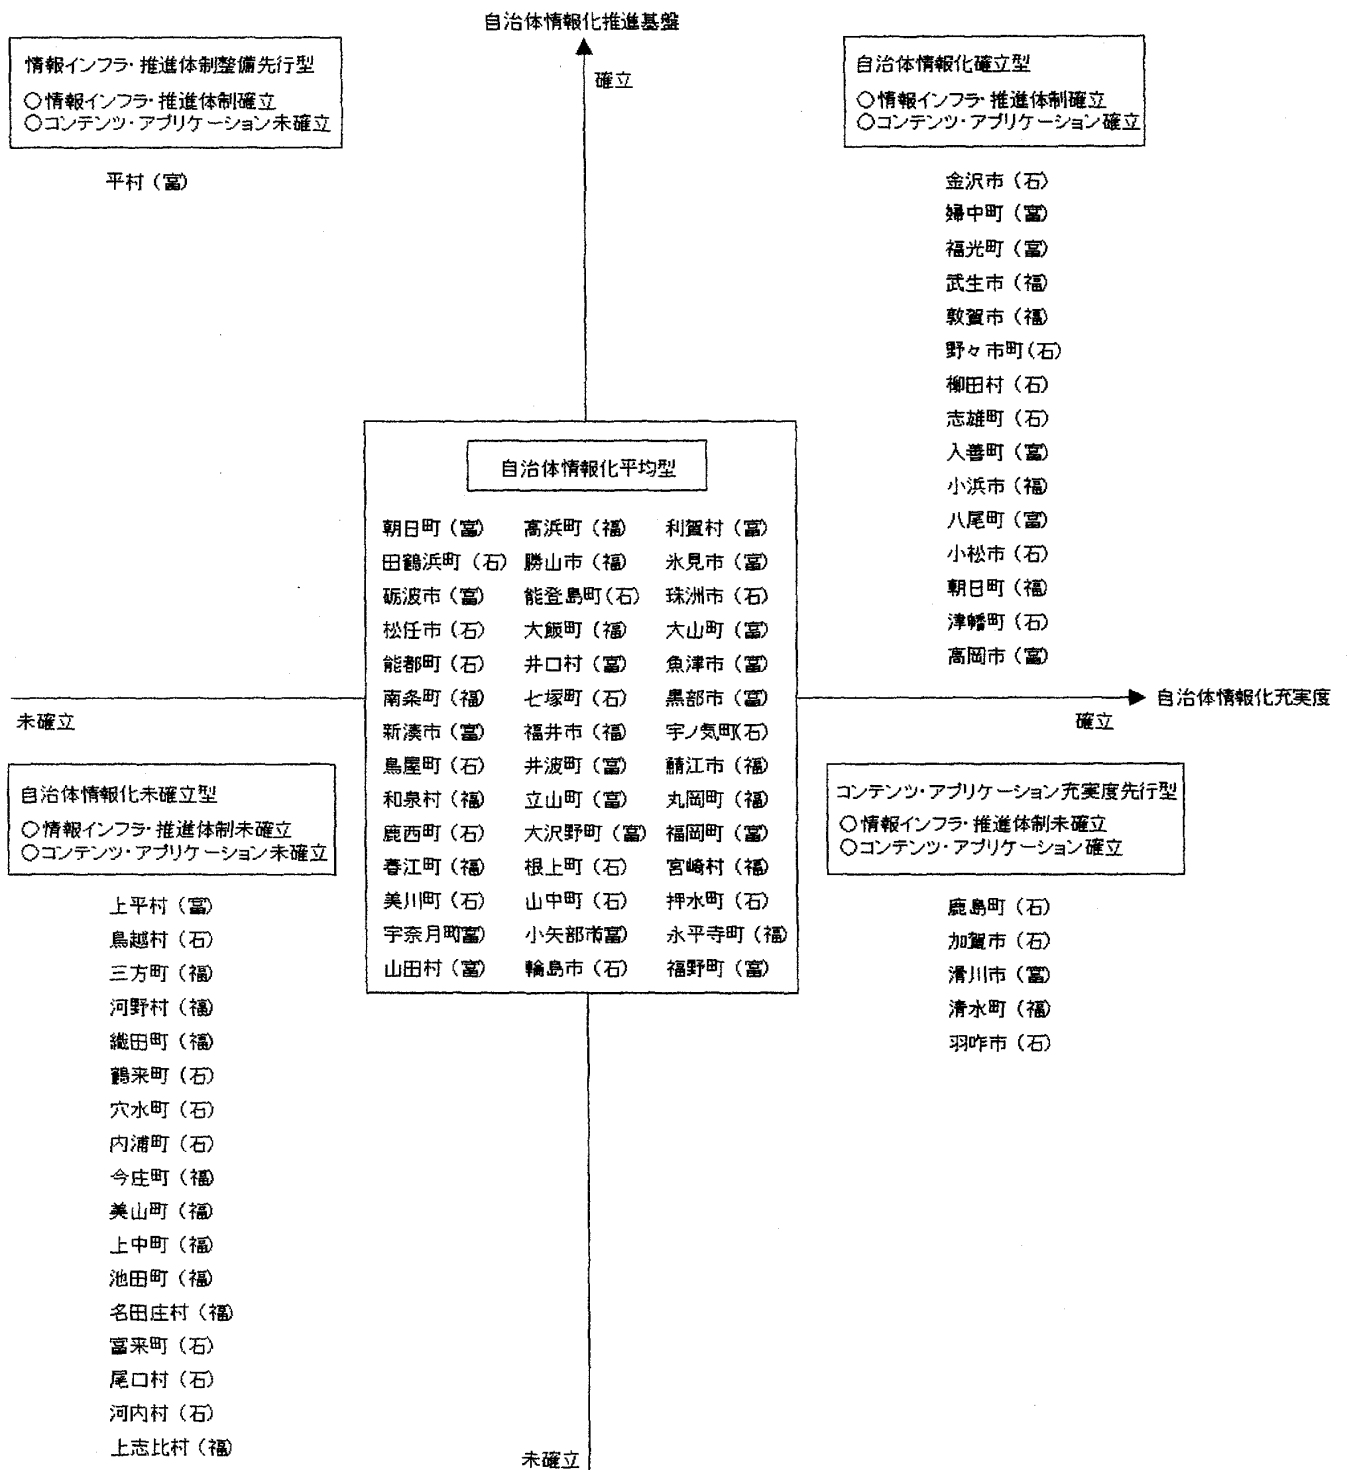 自治体情報化推進基盤
確立
情報インフラ・推進体制整備先行型
○情報インフラ・推進体制確立
○コンテンツ・アプリケーション未確立
平村（富）
自治体情報化確立型
○情報インフラ・推進体制確立
○コンテンツ・アプリケーション確立
金沢市（石）
婦中町（富）
福光町（富）
武生市（福）
敦賀市（福）
野々市町（石）
柳田村（石）
志雄町（石）
入善町（富）
小浜市（福）
八尾町（富）
小松市（石）
朝日町（福）
津幡町（石）
高岡市（富）
自治体情報化平均型
朝日町（富） 高浜町（福） 利賀村（富）
田鶴浜町（石） 勝山市（福） 氷見市（富）
砺波市（富） 能登島町（石） 珠洲市（石）
松任市（石） 大飯町（福） 大山町（富）
能都町（石） 井口村（富） 魚津市（富）
南条町（福） 七塚町（石） 黒部市（富）
新湊市（富） 福井市（福） 宇ノ気町（石）
鳥屋町（石） 井波町（富） 鯖江市（福）
和泉村（福） 立山町（富） 丸岡町（福）
鹿西町（石） 大沢野町（富） 福岡町（富）
春江町（福） 根上町（石） 宮崎村（福）
美川町（石） 山中町（石） 押水町（石）
宇奈月町（富） 小矢部市（富） 永平寺町（福）
山田村（富） 輪島市（石） 福野町（富）
未確立
確立
自治体情報化充実度
自治体情報化未確立型
○情報インフラ・推進体制未確立
○コンテンツ・アプリケーション未確立
上平村（富）
鳥越村（石）
三方町（福）
河野村（福）
織田町（福）
鶴来町（石）
穴水町（石）
内浦町（石）
今庄町（福）
美山町（福）
上中町（福）
池田町（福）
名田庄村（福）
富来町（石）
尾口村（石）
河内村（石）
上志比村（福）
コンテンツ・アプリケーション充実度先行型
○情報インフラ・推進体制未確立
○コンテンツ・アプリケーション確立
鹿島町（石）
加賀市（石）
滑川市（富）
清水町（福）
羽咋市（石）
未確立